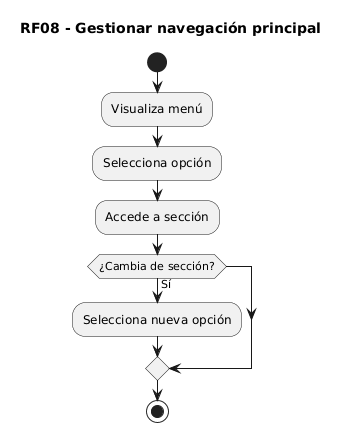 RF08 - Gestionar navegación principal
Visualiza menú
Selecciona opción
Accede a sección
¿Cambia de sección?
Sí
Selecciona nueva opción